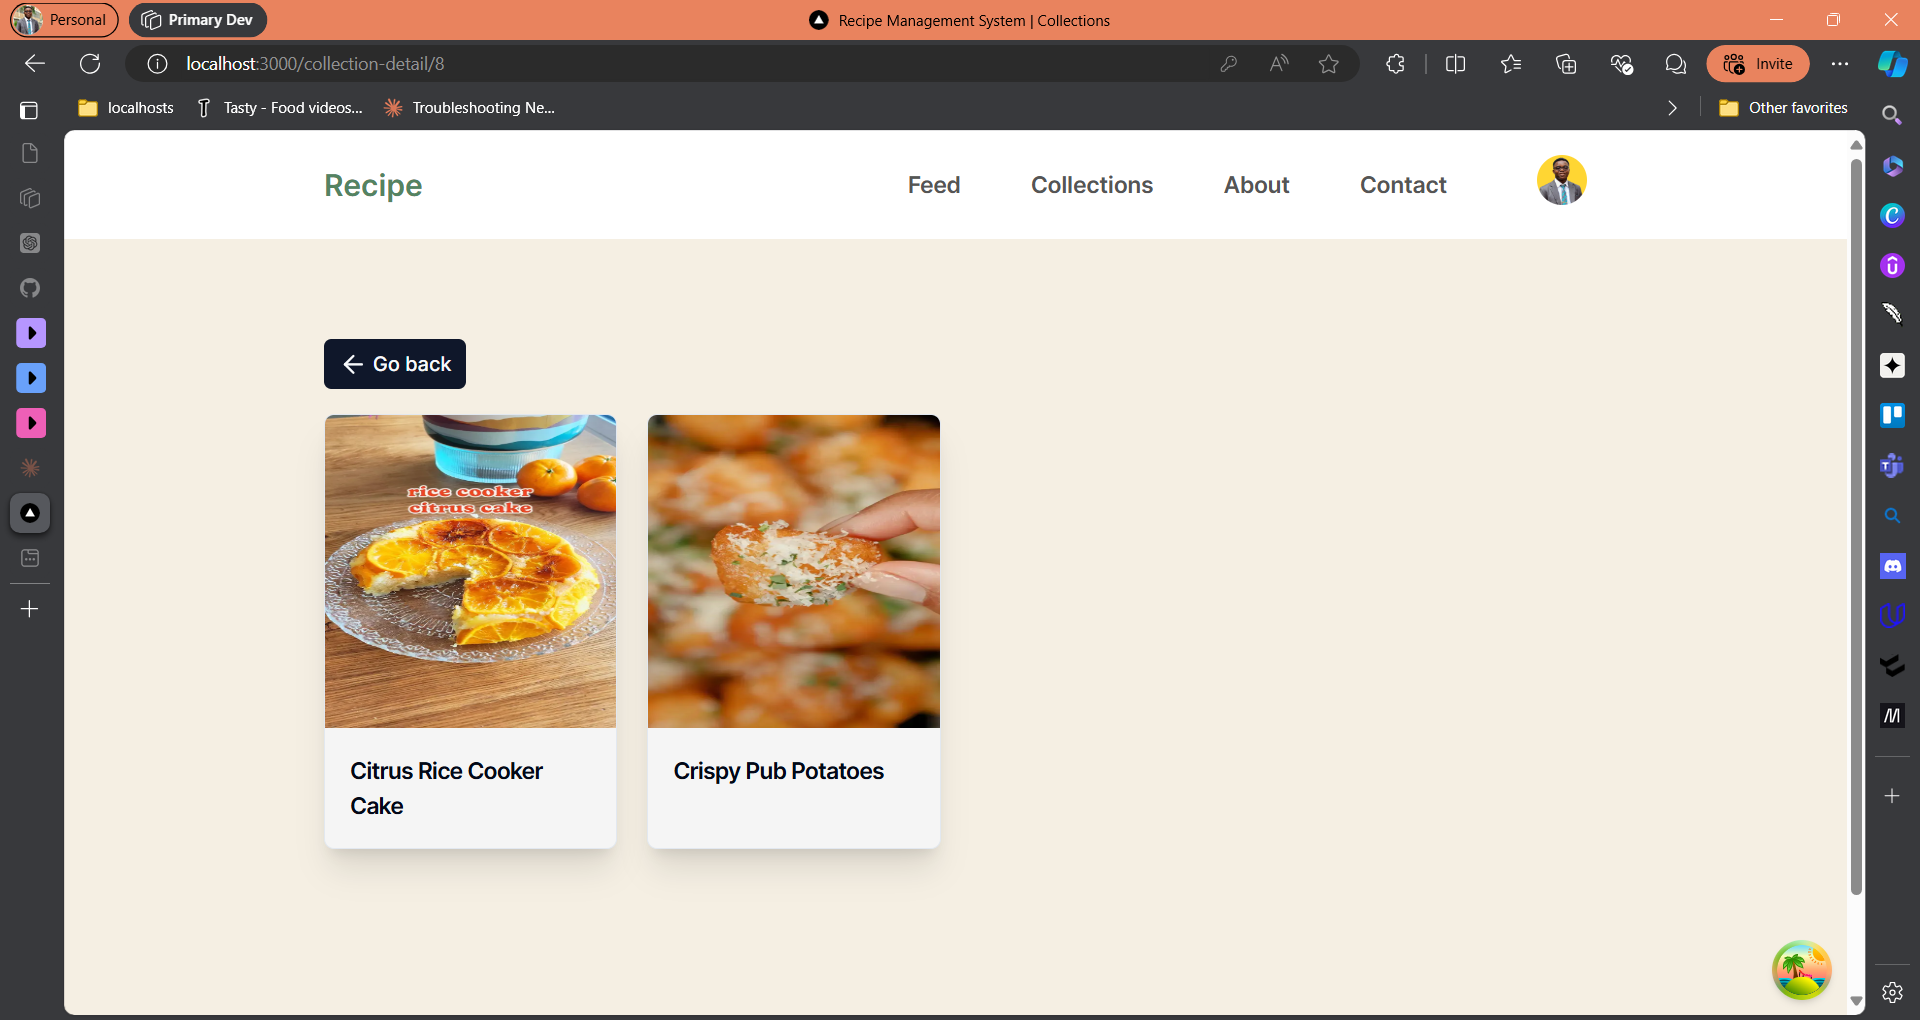 Personal
Primary Dev
Recipe Management System | Collections
localhost:3000/collection-detail/8
Invite
localhosts
Tasty - Food videos...
Troubleshooting Ne...
Other favorites
Recipe
Feed
Collections
About
Contact
Go back
rice cooker
citrus cake
Citrus Rice Cooker
Cake
Crispy Pub Potatoes